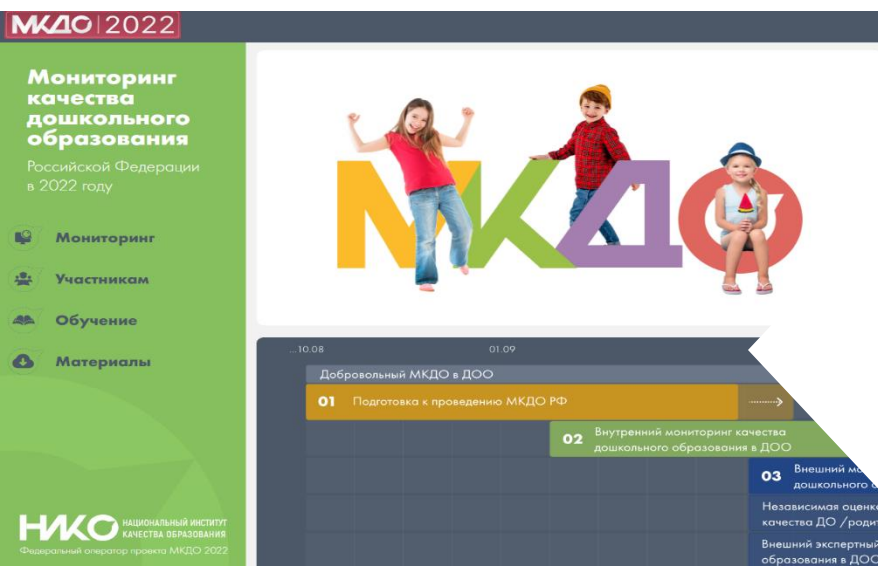 МКДО 2022
Мониторинг
качества
дошкольного
образования
Российской Федерации
в 2022 году
Мониторинг
Участникам
Обучение
Материалы
НИКО НАЦИОНАЛЬНЫЙ ИНСТИТУТ
КАЧЕСТВА ОБРАЗОВАНИЯ
Федеральный оператор проекта МКДО 2022
МКДО
...10.08 01.09
Добровольный МКДО в ДОО
01 Подготовка к проведению МКДО РФ
02 Внутренний мониторинг качества
дошкольного образования в ДОО
03 Внешний
дошкольного
Независимая
качества ДО
Внешний экспертный
образования в ДОО